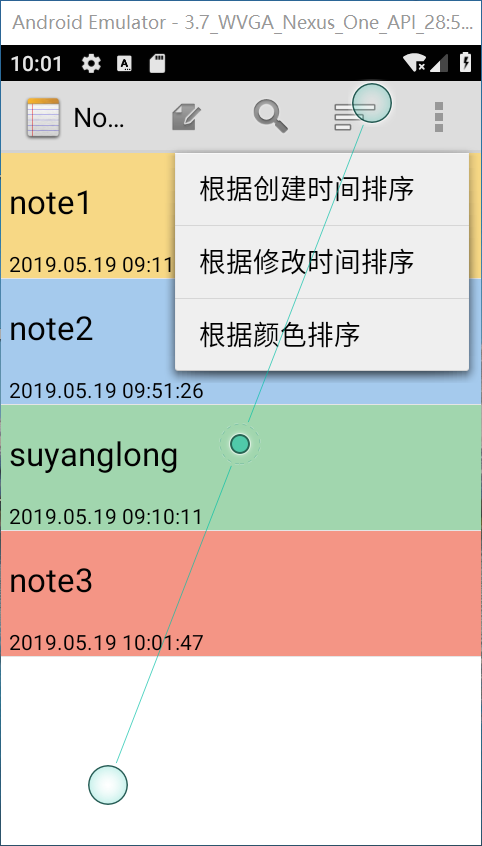 Android Emulator - 3.7_WVGA_Nexus_One_API_28:5...
10:01
A
No...
根据创建时间排序
note1
2019.05.19 09:11
根据修改时间排序
note2
根据颜色排序
2019.05.19 09:51:26
suyanglong
2019.05.19 09:10:11
note3
2019.05.19 10:01:47